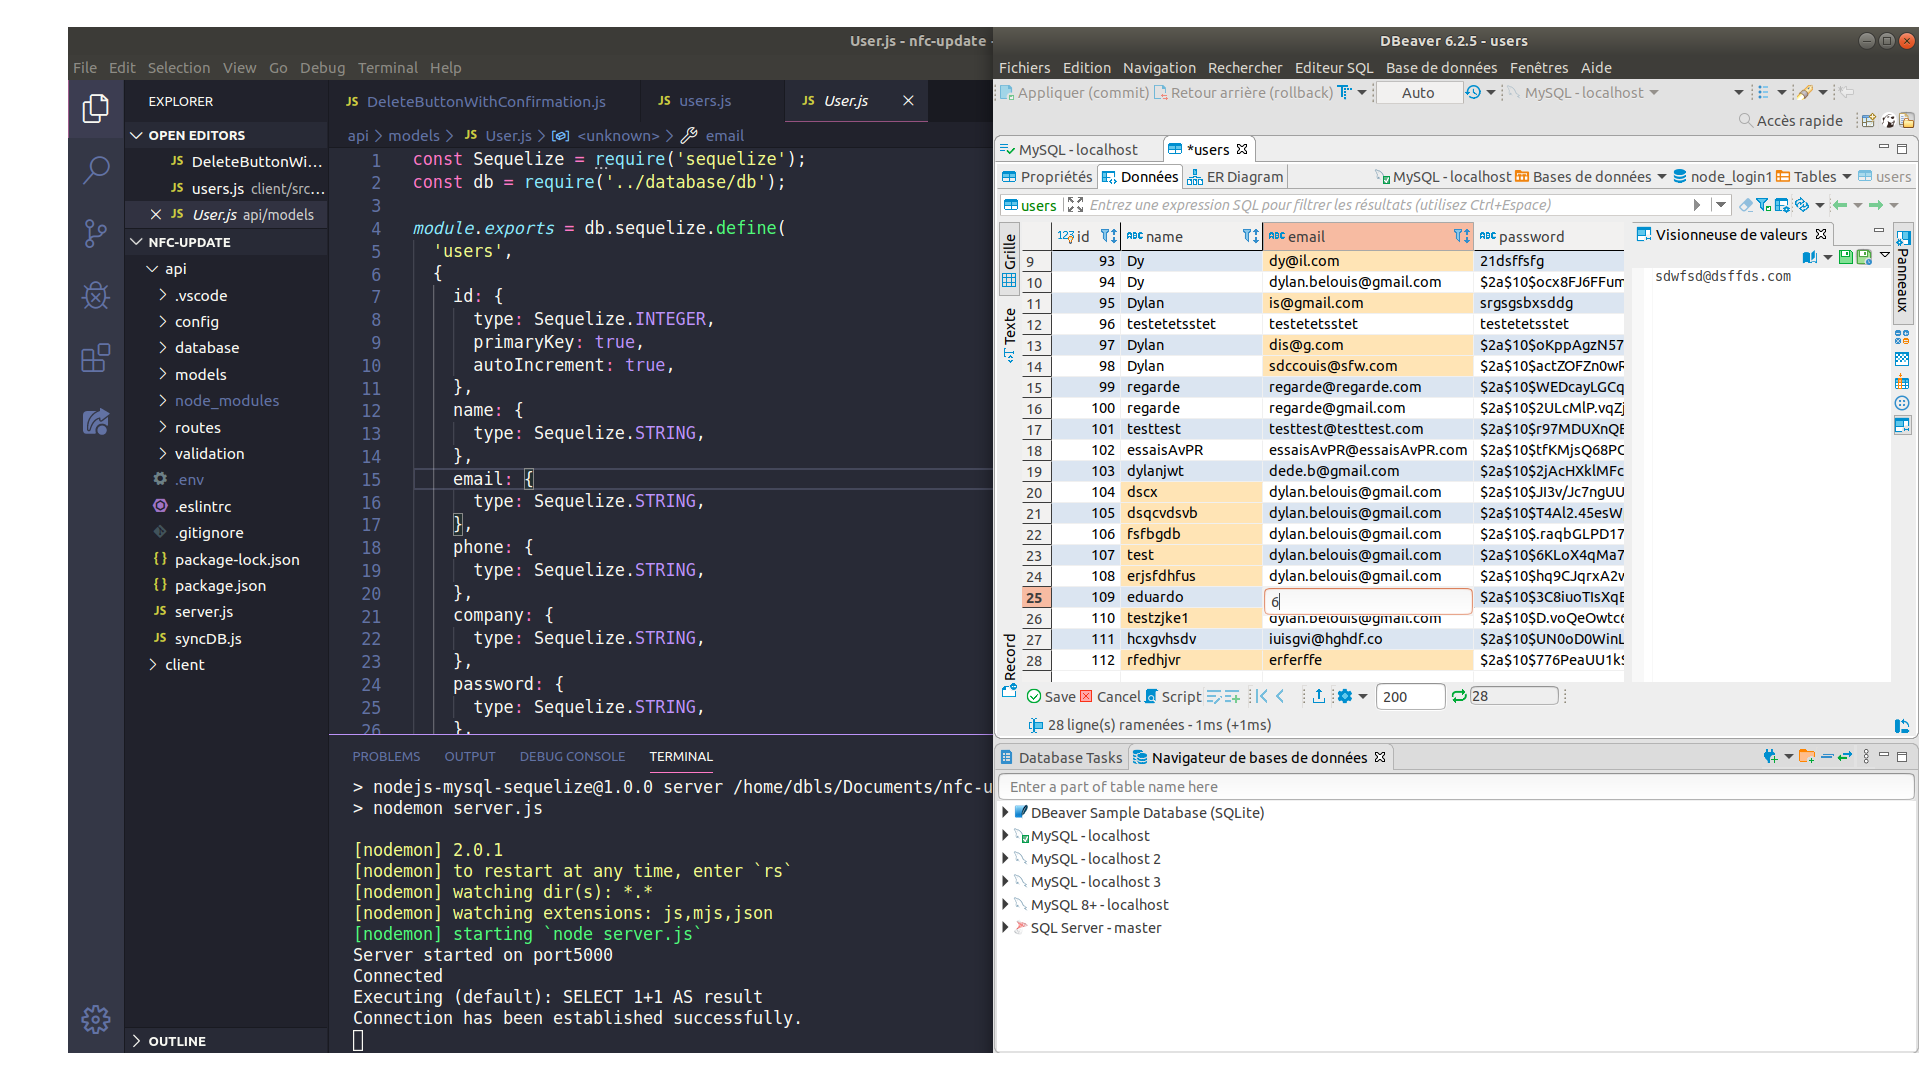 User.js - nfc-update -
File Edit Selection View Go Debug Terminal Help
EXPLORER
OPEN EDITORS
JS DeleteButtonWi...
JS users.js client/src...
JS User.js api/models
NFC-UPDATE
api
.vscode
config
database
models
node_modules
routes
validation
.env
.eslintrc
.gitignore
{} package-lock.json
{} package.json
JS server.js
JS syncDB.js
client
OUTLINE
JS DeleteButtonWithConfirmation.js JS users.js JS User.js
api > models > JS User.js > <unknown> > email
1 const Sequelize = require('sequelize');
2 const db = require('../database/db');
3
4 module.exports = db.sequelize.define(
5 'users',
6 {
7 id: {
8 type: Sequelize.INTEGER,
9 primaryKey: true,
10 autoIncrement: true,
11 },
12 name: {
13 type: Sequelize.STRING,
14 },
15 email: {
16 type: Sequelize.STRING,
17 },
18 phone: {
19 type: Sequelize.STRING,
20 },
21 company: {
22 type: Sequelize.STRING,
23 },
24 password: {
25 type: Sequelize.STRING,
26 },
PROBLEMS OUTPUT DEBUG CONSOLE TERMINAL
> nodejs-mysql-sequelize@1.0.0 server /home/dbls/Documents/nfc-u
> nodemon server.js
[nodemon] 2.0.1
[nodemon] to restart at any time, enter `rs`
[nodemon] watching dir(s): *.*
[nodemon] watching extensions: js,mjs,json
[nodemon] starting `node server.js`
Server started on port5000
Connected
Executing (default): SELECT 1+1 AS result
Connection has been established successfully.
DBeaver 6.2.5 - users
Fichiers Edition Navigation Rechercher Editeur SQL Base de données Fenêtres Aide
Appliquer (commit) Retour arrière (rollback) Auto MySQL - localhost
Accès rapide
MySQL - localhost *users
Propriétés Données ER Diagram MySQL - localhost Bases de données node_login1 Tables users
users Entrez une expression SQL pour filtrer les résultats (utilisez Ctrl+Espace)
Grille
Texte
Record
123 id ABC name ABC email ABC password
9 93 Dy dy@il.com 21dsffsfg
10 94 Dy dylan.belouis@gmail.com $2a$10$ocx8FJ6FFum
11 95 Dylan is@gmail.com srgsgsbxsddg
12 96 testetetsstet testetetsstet testetetsstet
13 97 Dylan dis@g.com $2a$10$oKppAgzN57
14 98 Dylan sdccouis@sfw.com $2a$10$actZOFZn0wR
15 99 regarde regarde@regarde.com $2a$10$WEDcayLGCq
16 100 regarde regarde@gmail.com $2a$10$2ULcMlP.vqZj
17 101 testtest testtest@testtest.com $2a$10$r97MDUXnQE
18 102 essaisAvPR essaisAvPR@essaisAvPR.com $2a$10$tfKMjsQ68PC
19 103 dylanjwt dede.b@gmail.com $2a$10$2jAcHXklMFc
20 104 dscx dylan.belouis@gmail.com $2a$10$JI3v/Jc7ngUU
21 105 dsqcvdsvb dylan.belouis@gmail.com $2a$10$T4Al2.45esW
22 106 fsfbgdb dylan.belouis@gmail.com $2a$10$.raqbGLPD17
23 107 test dylan.belouis@gmail.com $2a$10$6KLoX4qMa7
24 108 erjsfdhfus dylan.belouis@gmail.com $2a$10$hq9CJqrxA2v
25 109 eduardo 6 $2a$10$3C8iuoTIsXqE
26 110 testzjke1 dylan.belouis@gmail.com $2a$10$D.voQeOwtc
27 111 hcxgvhsdv iuisgvi@hghdf.co $2a$10$UN0oD0WinL
28 112 rfedhjvr erferffe $2a$10$776PeaUU1k
Visionneuse de valeurs
sdwfsd@dsffds.com
Panneaux
Save Cancel Script 200 28
28 ligne(s) ramenées - 1ms (+1ms)
Database Tasks Navigateur de bases de données
Enter a part of table name here
DBeaver Sample Database (SQLite)
MySQL - localhost
MySQL - localhost 2
MySQL - localhost 3
MySQL 8+ - localhost
SQL Server - master